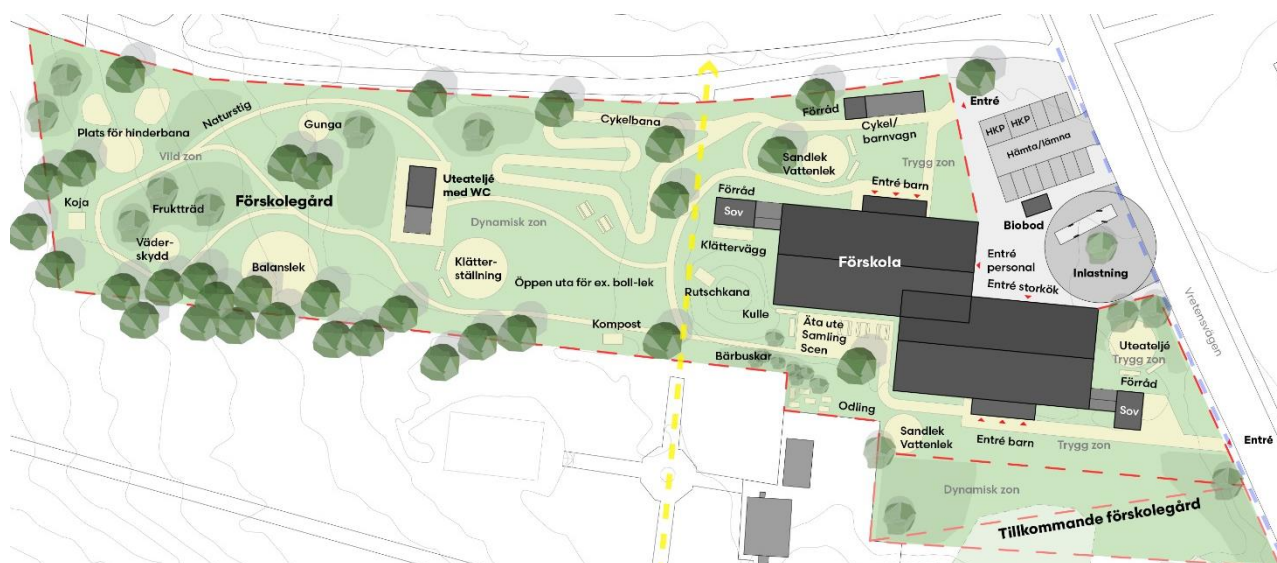 Plats för hinderbana
Naturstig
Gunga
Vild zon
Koja
Fruktträd
Förskolegård
Väder-
skydd
Balanslek
Uteateljé
med WC
Cykelbana
Dynamisk zon
Klätter-
ställning
Öppen uta för ex. boll-lek
Kompost
Förråd
Cykel/
barnvagn
Entré
HKP
HKP
Hämta/lämna
Sandlek
Vattenlek
Trygg zon
Entré barn
Förråd
Sov
Klättervägg
Förskola
Biobod
Entré
personal
Inlastning
Entré storkök
Rutschkana
Kulle
Äta ute
Samling
Scen
Bärbuskar
Odling
Vretensvägen
Uteateljé
Trygg zon
Förråd
Sov
Sandlek
Vattenlek
Entré barn
Trygg zon
Entré
Dynamisk zon
Tillkommande förskolegård